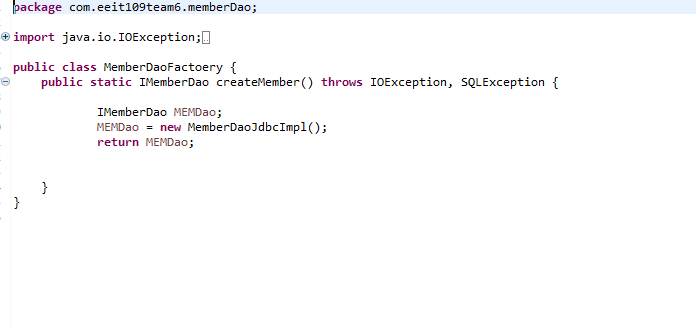 package com.eeit109team6.memberDao;
import java.io.IOException;
public class MemberDaoFactoery {
public static IMemberDao createMember() throws IOException, SQLException {
IMemberDao MEMDao;
MEMDao = new MemberDaoJdbcImpl();
return MEMDao;
}
}